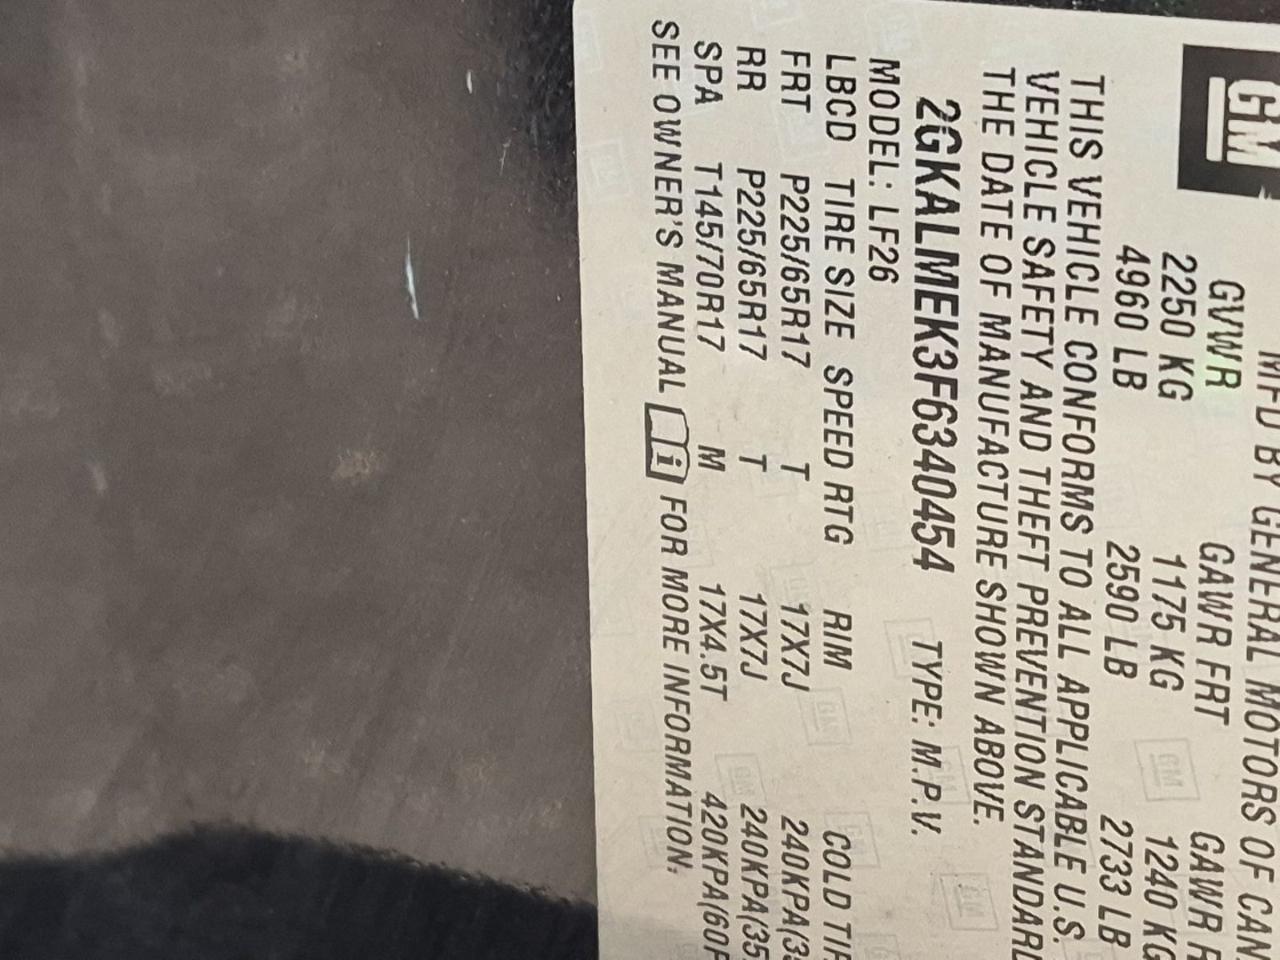 GM
MFD BY GENERAL MOTORS OF
GVWR GAWR FRT GAWR
2250 KG 1175 KG 1240 KG
4960 LB 2590 LB 2733 LB
THIS VEHICLE CONFORMS TO ALL APPLICABLE U.S.
VEHICLE SAFETY AND THEFT PREVENTION
THE DATE OF MANUFACTURE SHOWN ABOVE.
2GKALMEK3F6340454 TYPE: M.P.V.
MODEL: LF26
LBCD TIRE SIZE SPEED RTG RIM COLD
FRT P225/65R17 T 17X7J 240KPA(3
RR P225/65R17 T 17X7J 240KPA(35
SPA T145/70R17 M 17X4.5T 420KPA(60
SEE OWNER'S MANUAL i FOR MORE INFORMATION.